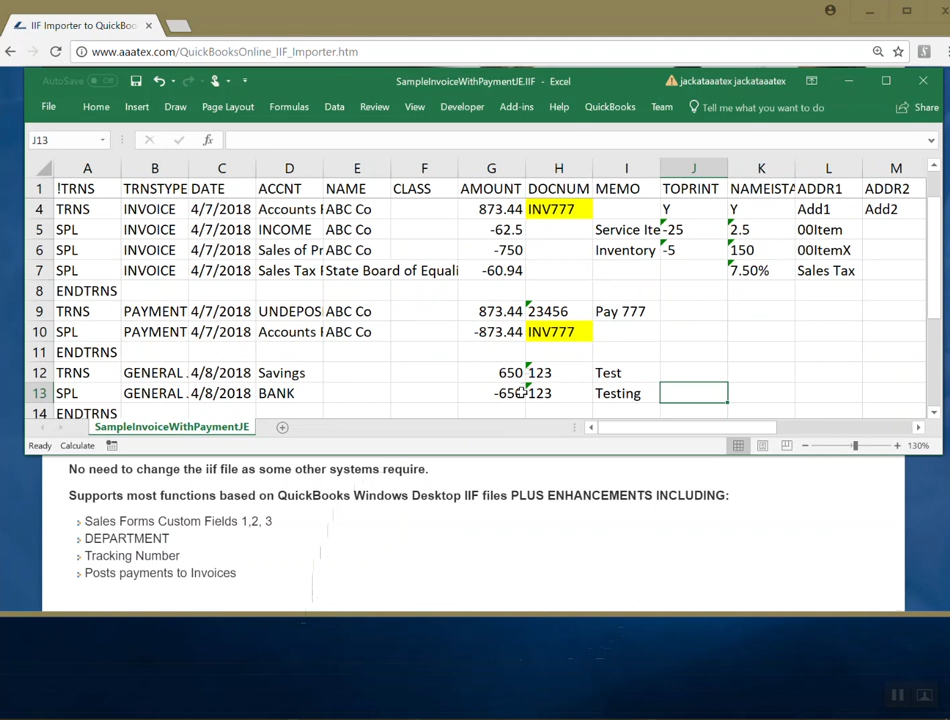 IIF Importer to QuickBoo
www.aaatex.com/QuickBooksOnline_IIF_Importer.htm
AutoSave Off
SampleInvoiceWithPaymentJE.IIF - Excel
jackataaatex jackataaatex
File Home Insert Draw Page Layout Formulas Data Review View Developer Add-ins Help QuickBooks Team Tell me what you want to do Share
J13 fx
A B C D E F G H I J K L M
1 !TRNS TRNSTYPE DATE ACCNT NAME CLASS AMOUNT DOCNUM MEMO TOPRINT NAMEISTA ADDR1 ADDR2
4 TRNS INVOICE 4/7/2018 Accounts ABC Co 873.44 INV777 Y Y Add1 Add2
5 SPL INVOICE 4/7/2018 INCOME ABC Co -62.5 Service Ite -25 2.5 00Item
6 SPL INVOICE 4/7/2018 Sales of Pr ABC Co -750 Inventory -5 150 00ItemX
7 SPL INVOICE 4/7/2018 Sales Tax State Board of Equali -60.94 7.50% Sales Tax
8 ENDTRNS
9 TRNS PAYMENT 4/7/2018 UNDEPOS ABC Co 873.44 23456 Pay 777
10 SPL PAYMENT 4/7/2018 Accounts ABC Co -873.44 INV777
11 ENDTRNS
12 TRNS GENERAL 4/8/2018 Savings 650 123 Test
13 SPL GENERAL 4/8/2018 BANK -650 123 Testing
14 ENDTRNS
SampleInvoiceWithPaymentJE
Ready Calculate 130%
No need to change the iif file as some other systems require.
Supports most functions based on QuickBooks Windows Desktop IIF files PLUS ENHANCEMENTS INCLUDING:
Sales Forms Custom Fields 1,2, 3
DEPARTMENT
Tracking Number
Posts payments to Invoices